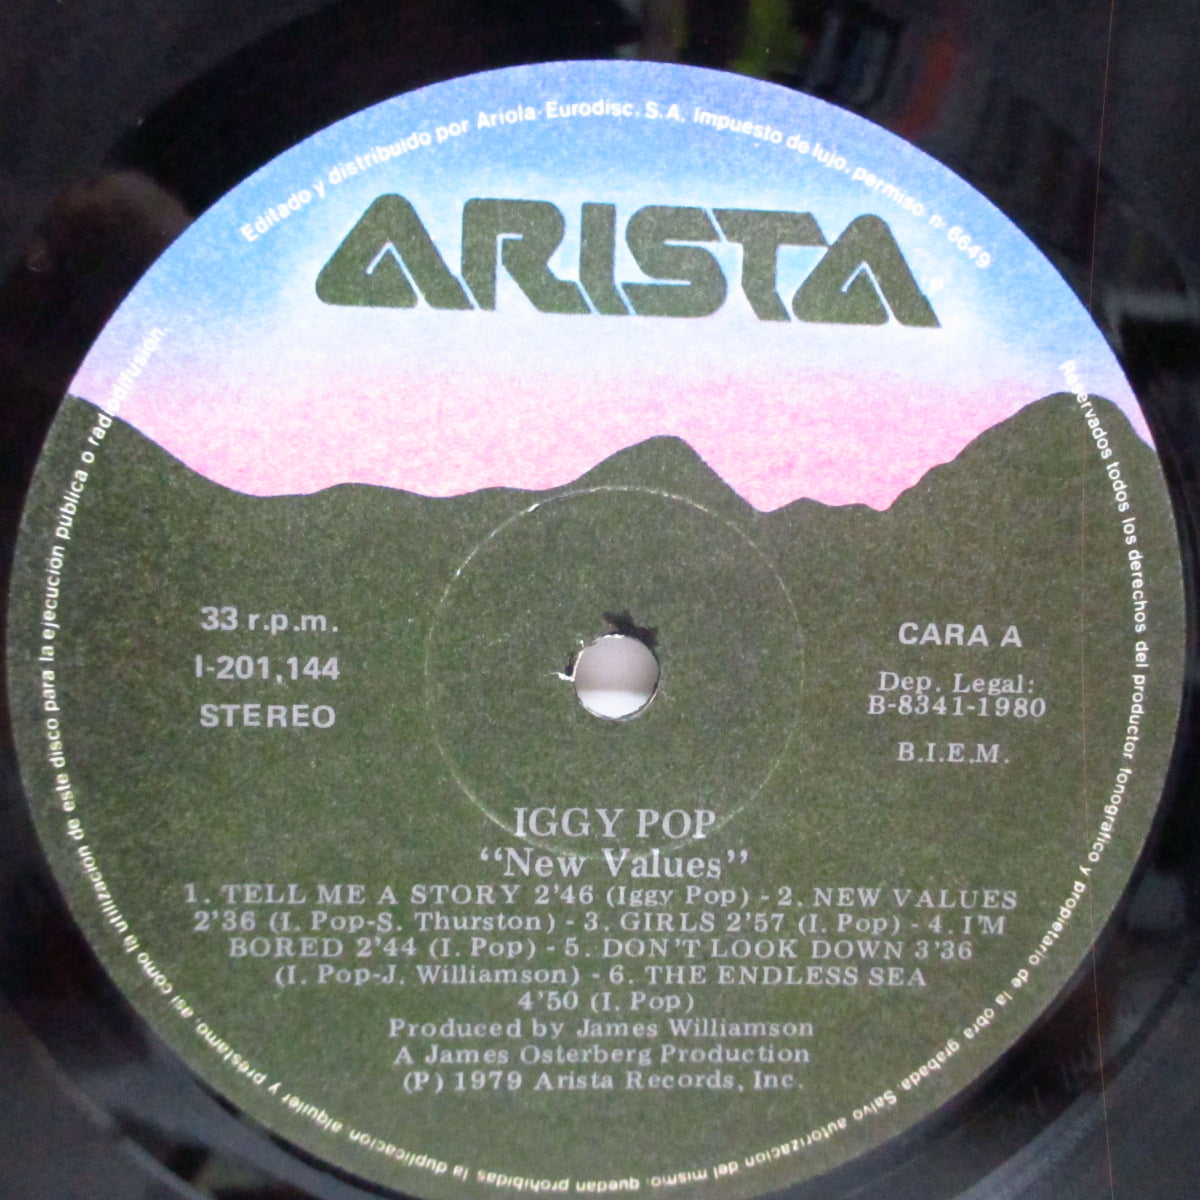 Editado y distribuido por Ariola-Eurodisc, S.A. Impuesto de lujo, permiso nº 6649
ARISTA
33 r.p.m.
I-201,144
STEREO
CARA A
Dep. Legal:
B-8341-1980
B.I.E.M.
IGGY POP
“New Values”
1. TELL ME A STORY 2’46 (Iggy Pop) - 2. NEW VALUES
2’36 (I. Pop-S. Thurston) - 3. GIRLS 2’57 (I. Pop) - 4. I’M
BORED 2’44 (I. Pop) - 5. DON’T LOOK DOWN 3’36
(I. Pop-J. Williamson) - 6. THE ENDLESS SEA
4’50 (I. Pop)
Produced by James Williamson
A James Osterberg Production
(P) 1979 Arista Records, Inc.
Reservados todos los derechos del productor fonografico y propietario de la obra grabada Salvo autorizacion del mismo, quedan prohibidas la duplicacion alquiler y prestamo, asi como la utilizacion de este disco para la ejecución publica o radiodifusion.